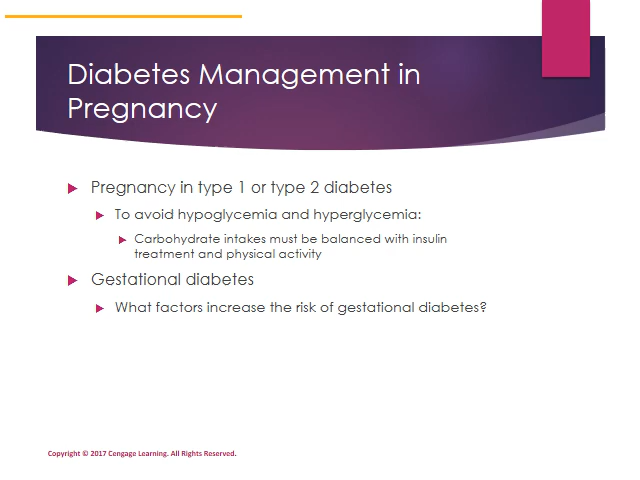 Diabetes Management in
Pregnancy
Pregnancy in type 1 or type 2 diabetes
To avoid hypoglycemia and hyperglycemia:
Carbohydrate intakes must be balanced with insulin
treatment and physical activity
Gestational diabetes
What factors increase the risk of gestational diabetes?
Copyright © 2017 Cengage Learning. All Rights Reserved.